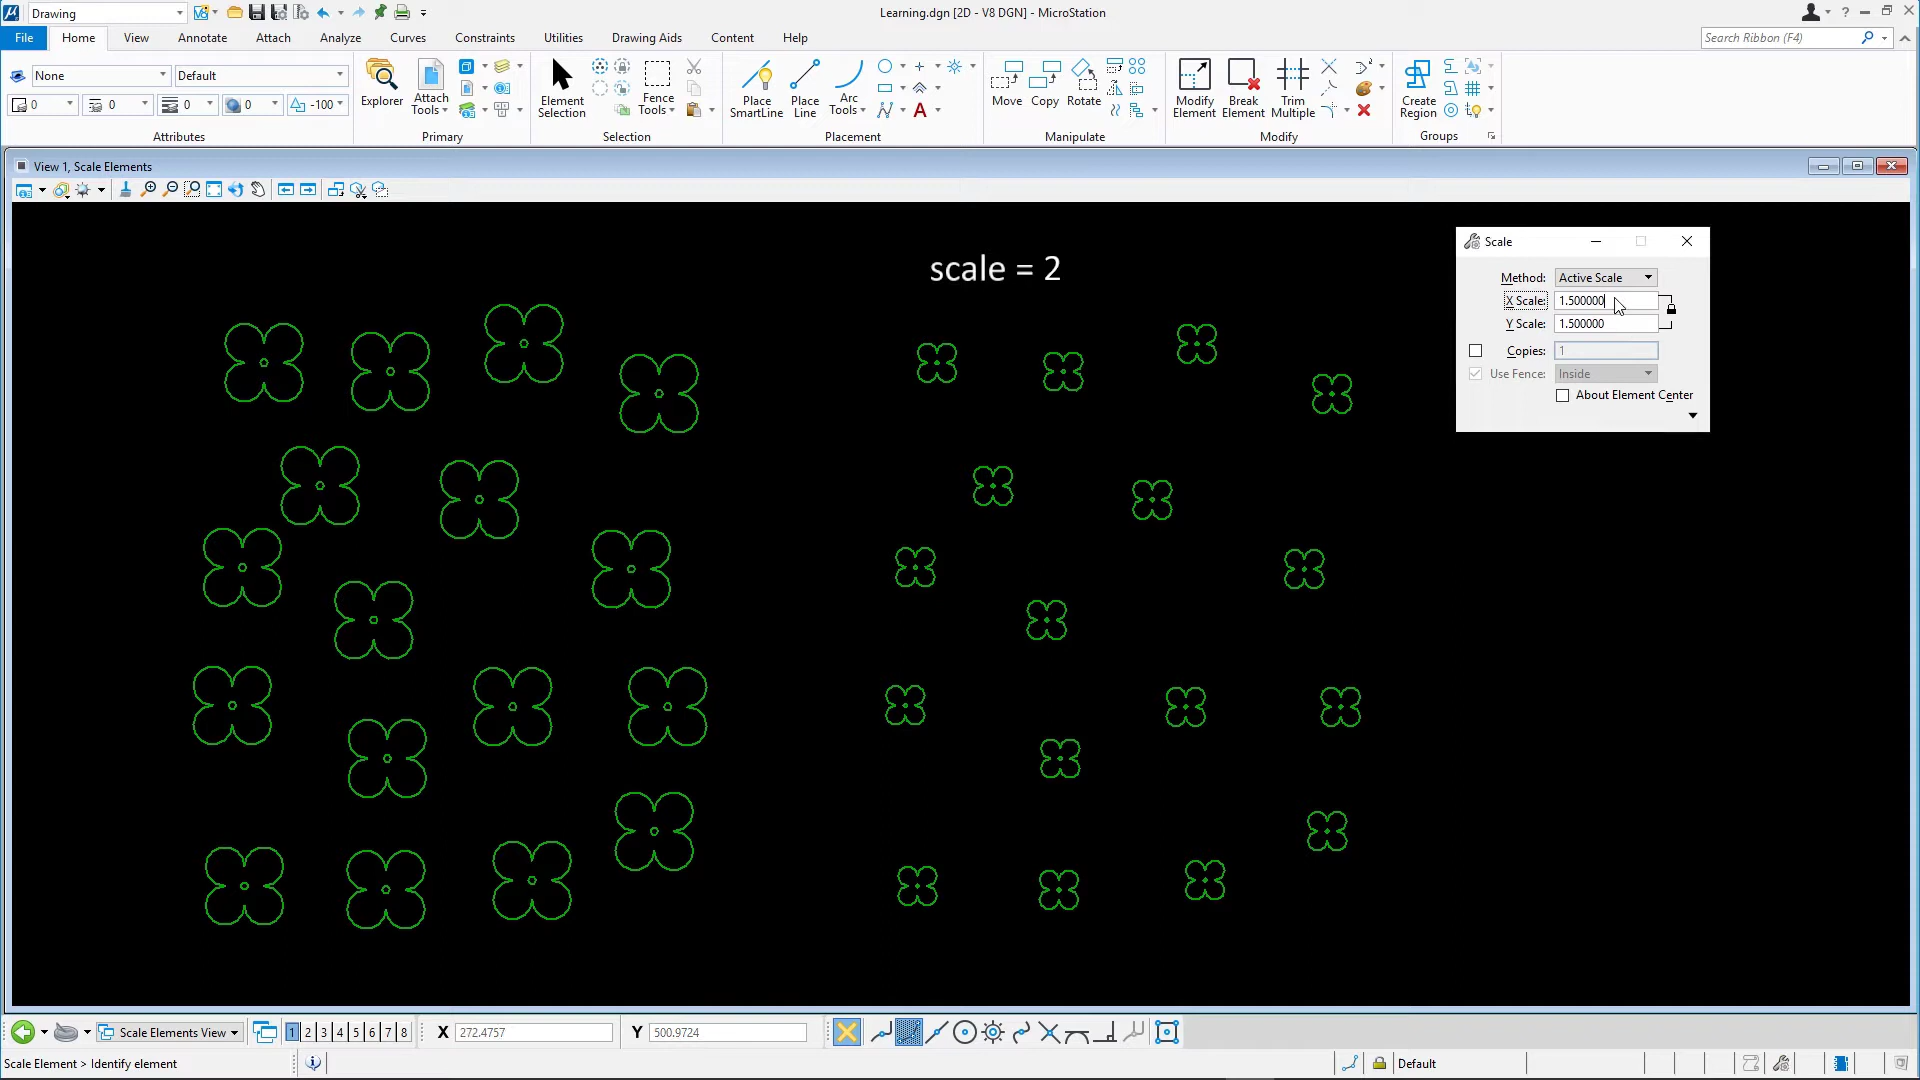 Drawing
Learning.dgn [2D - V8 DGN] - MicroStation
File Home View Annotate Attach Analyze Curves Constraints Utilities Drawing Aids Content Help
Search Ribbon (F4)
None Default
0 0 0 0 -100
Attributes
Explorer
Attach Tools
Primary
Element Selection
Fence Tools
Selection
Place SmartLine
Place Line
Arc Tools
Placement
Move Copy Rotate
Manipulate
Modify Element
Break Element
Trim Multiple
Modify
Create Region
Groups
View 1, Scale Elements
scale = 2
Scale
Method: Active Scale
X Scale: 1.500000
Y Scale: 1.500000
Copies: 1
Use Fence: Inside
About Element Center
Scale Elements View 1 2 3 4 5 6 7 8 X 272.4757 Y 500.9724
Scale Element > Identify element
Default